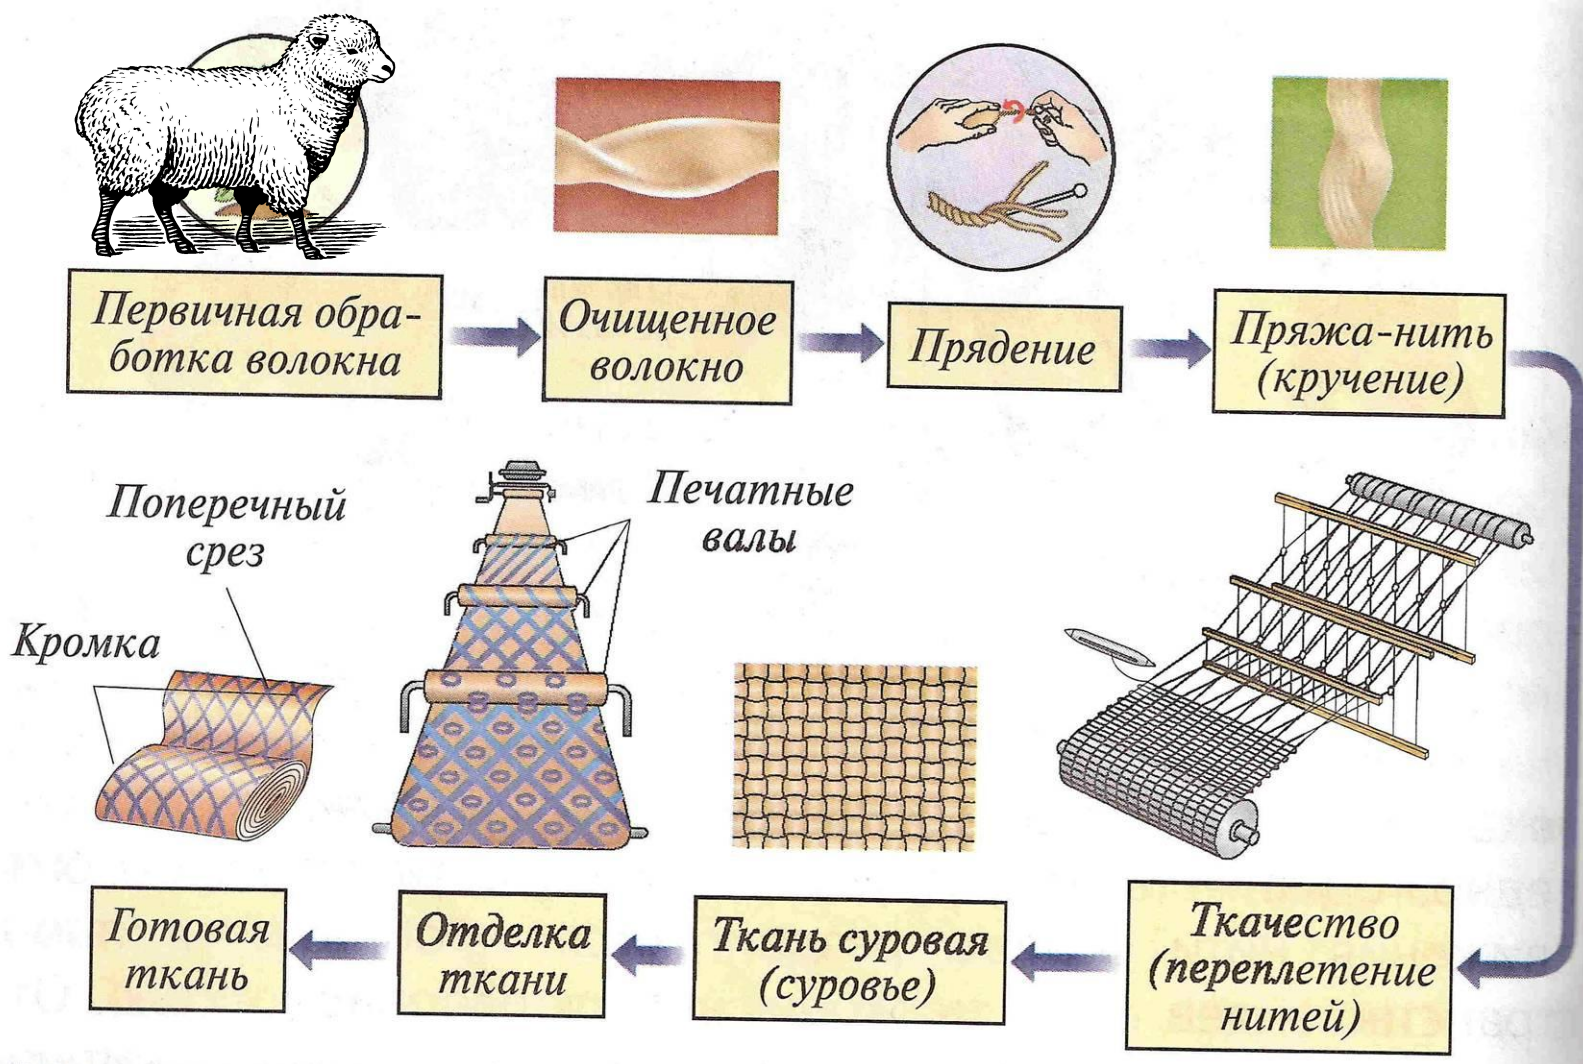 Первичная обра-
ботка волокна
Очищенное
волокно
Прядение
Пряжа-нить
(кручение)
Поперечный
срез
Кромка
Печатные
валы
Готовая
ткань
Отделка
ткани
Ткань суровая
(суровье)
Ткачество
(переплетение
нитей)